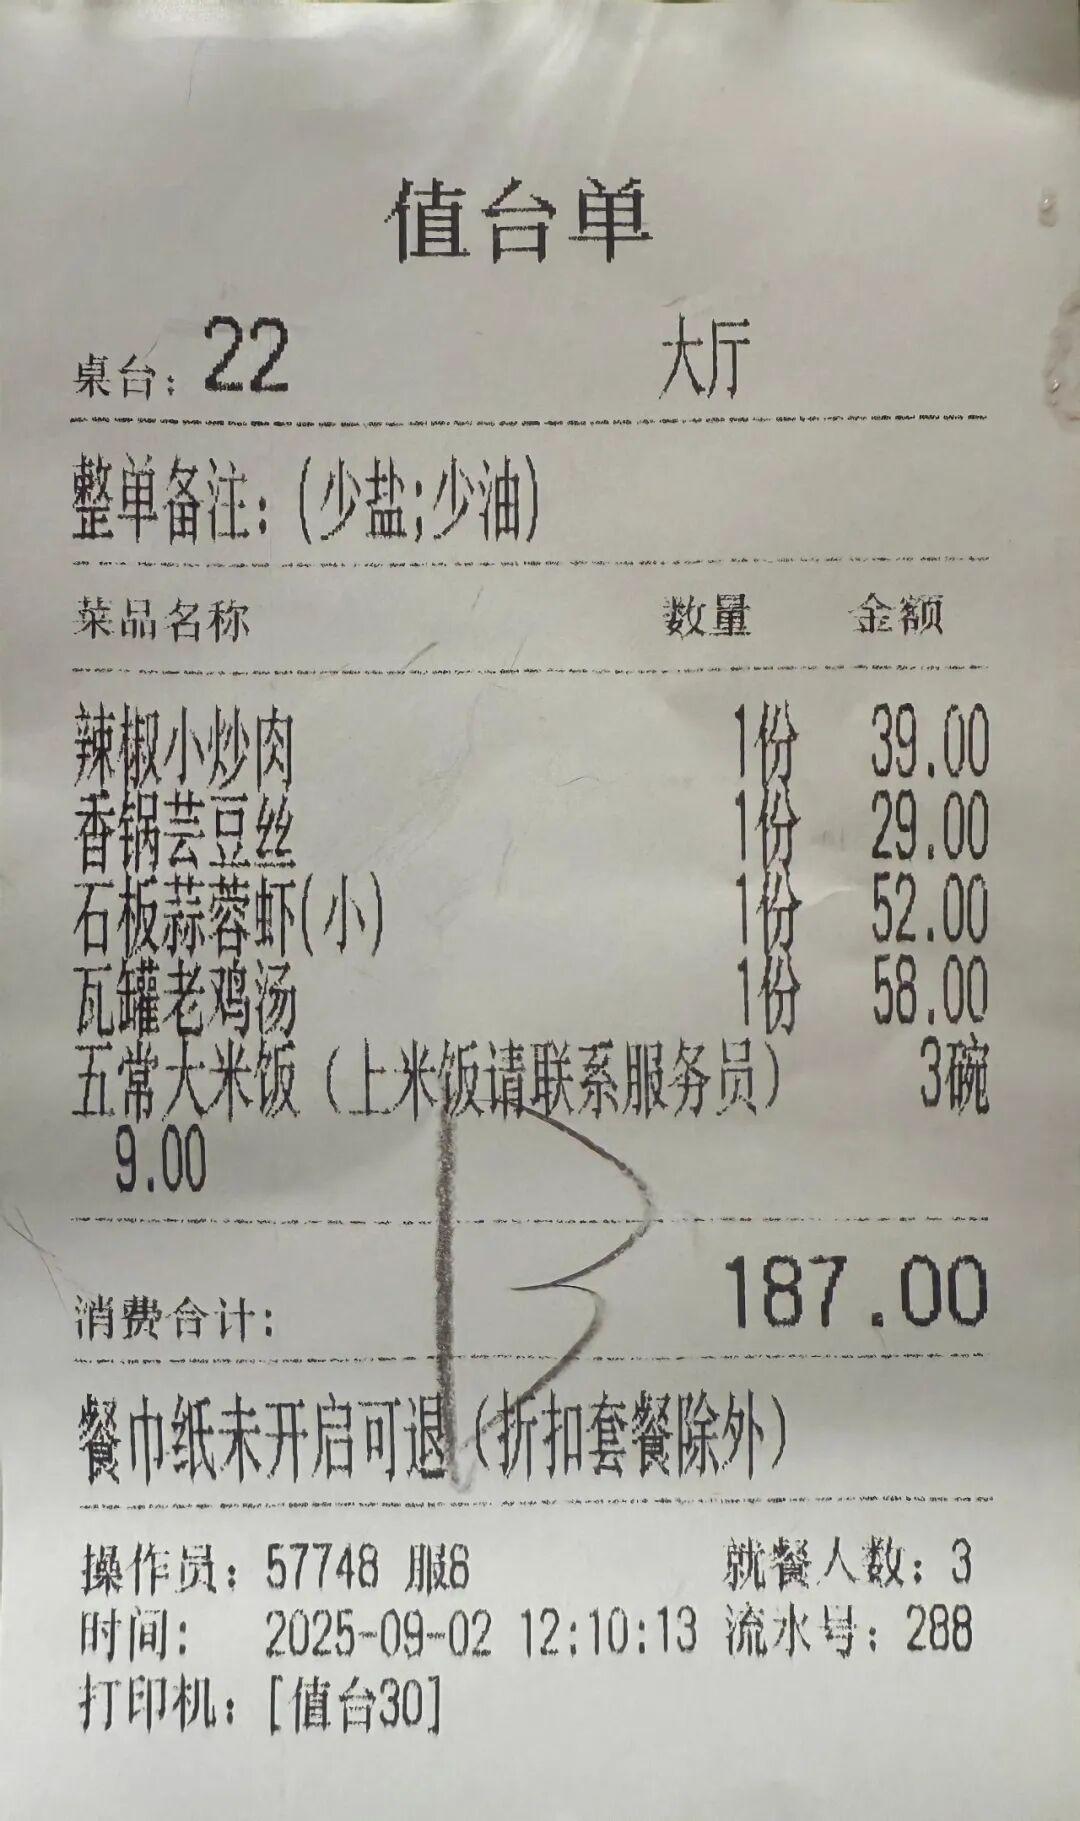 值台单
桌台：22 大厅
整单备注：(少盐;少油)
菜品名称 数量 金额
辣椒小炒肉 1份 39.00
香锅芸豆丝 1份 29.00
石板蒜蓉虾(小) 1份 52.00
瓦罐老鸡汤 1份 58.00
五常大米饭（上米饭请联系服务员） 3碗
9.00
消费合计： 187.00
餐巾纸未开启可退（折扣套餐除外）
操作员：57748 服8 就餐人数：3
时间： 2025-09-02 12:10:13 流水号：288
打印机：[值台30]
B